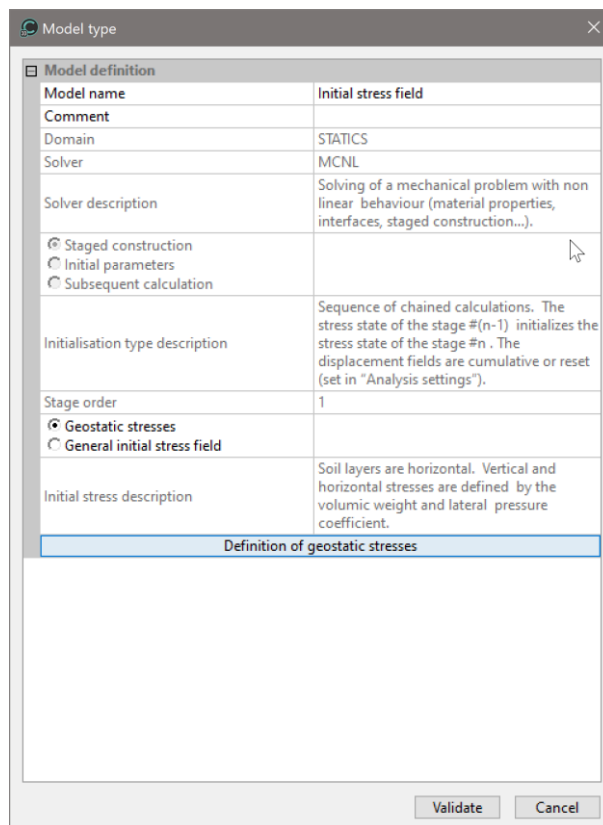 Model type
Model definition
Model name Initial stress field
Comment
Domain STATICS
Solver MCNL
Solver description Solving of a mechanical problem with non
linear behaviour (material properties,
interfaces, staged construction...).
Staged construction
Initial parameters
Subsequent calculation
Initialisation type description Sequence of chained calculations. The
stress state of the stage #(n-1) initializes the
stress state of the stage #n . The
displacement fields are cumulative or reset
(set in "Analysis settings").
Stage order 1
Geostatic stresses
General initial stress field
Initial stress description Soil layers are horizontal. Vertical and
horizontal stresses are defined by the
volumic weight and lateral pressure
coefficient.
Definition of geostatic stresses
Validate Cancel